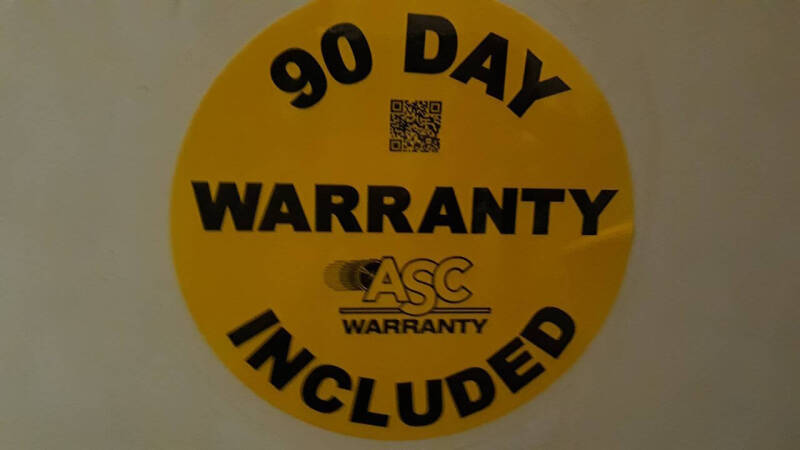 90 DAY
WARRANTY
ASC
WARRANTY
INCLUDED